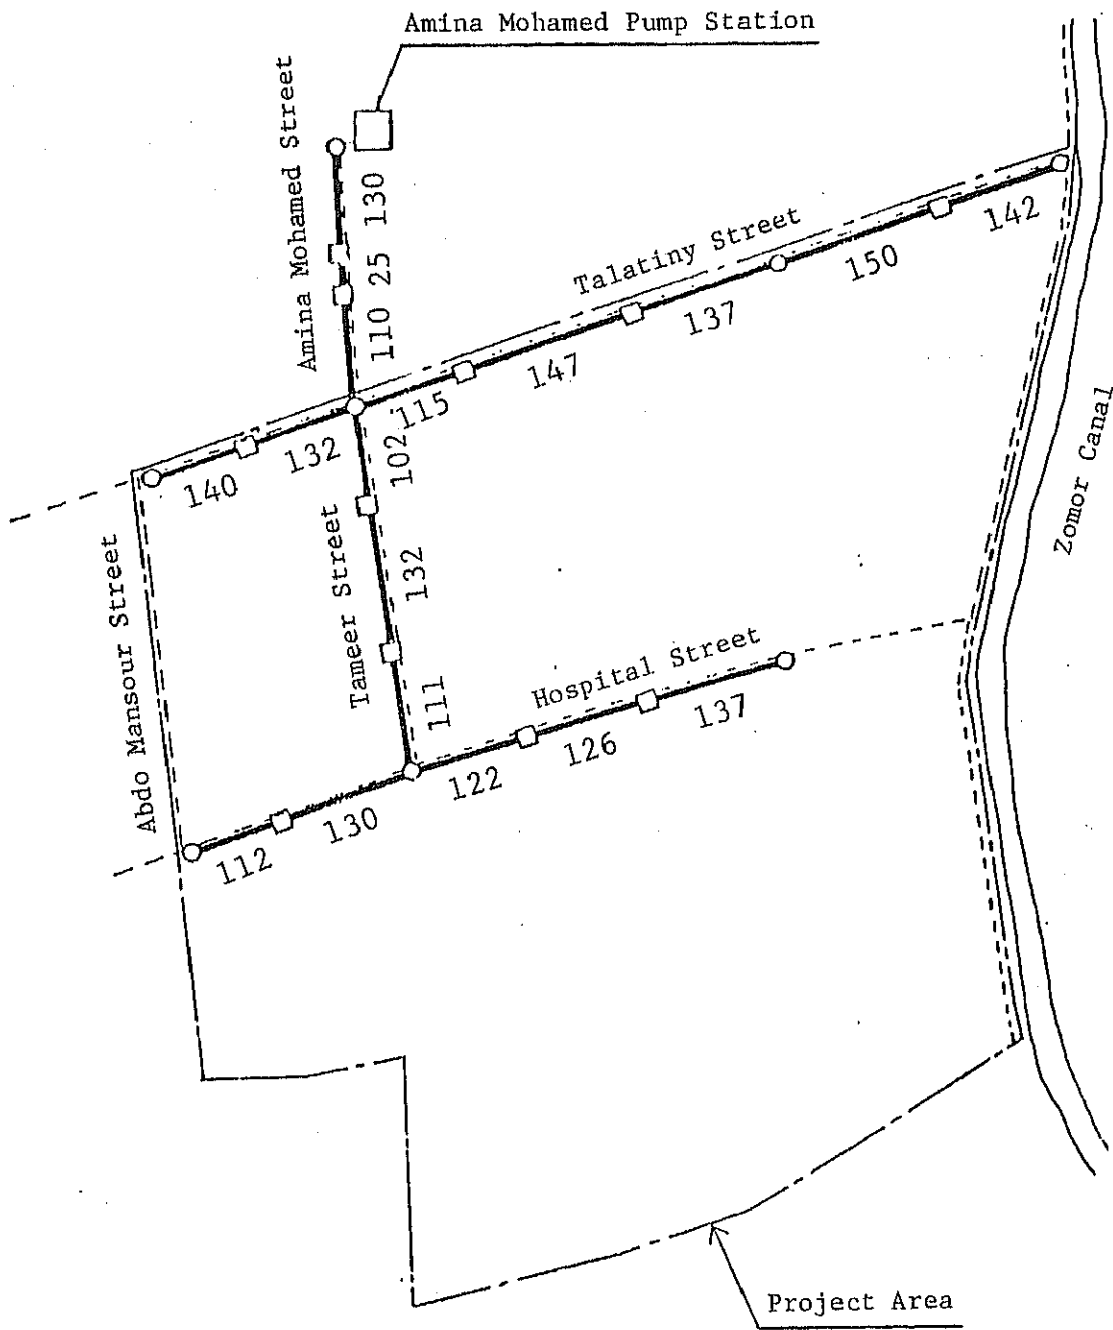 Amina Mohamed Pump Station
Amina Mohamed Street
130
25
110
Talatiny Street
142
150
137
147
115
132
140
102
Tameer Street
132
111
Abdo Mansour Street
Hospital Street
137
126
122
130
112
Zomor Canal
Project Area